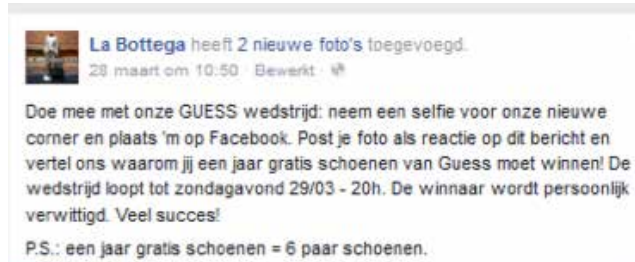 La Bottega heeft 2 nieuwe foto's toegevoegd.
28 maart om 10:50 · Bewerkt ·
Doe mee met onze GUESS wedstrijd: neem een selfie voor onze nieuwe
corner en plaats 'm op Facebook. Post je foto als reactie op dit bericht en
vertel ons waarom jij een jaar gratis schoenen van Guess moet winnen! De
wedstrijd loopt tot zondagavond 29/03 - 20h. De winnaar wordt persoonlijk
verwittigd. Veel succes!
P.S.: een jaar gratis schoenen = 6 paar schoenen.